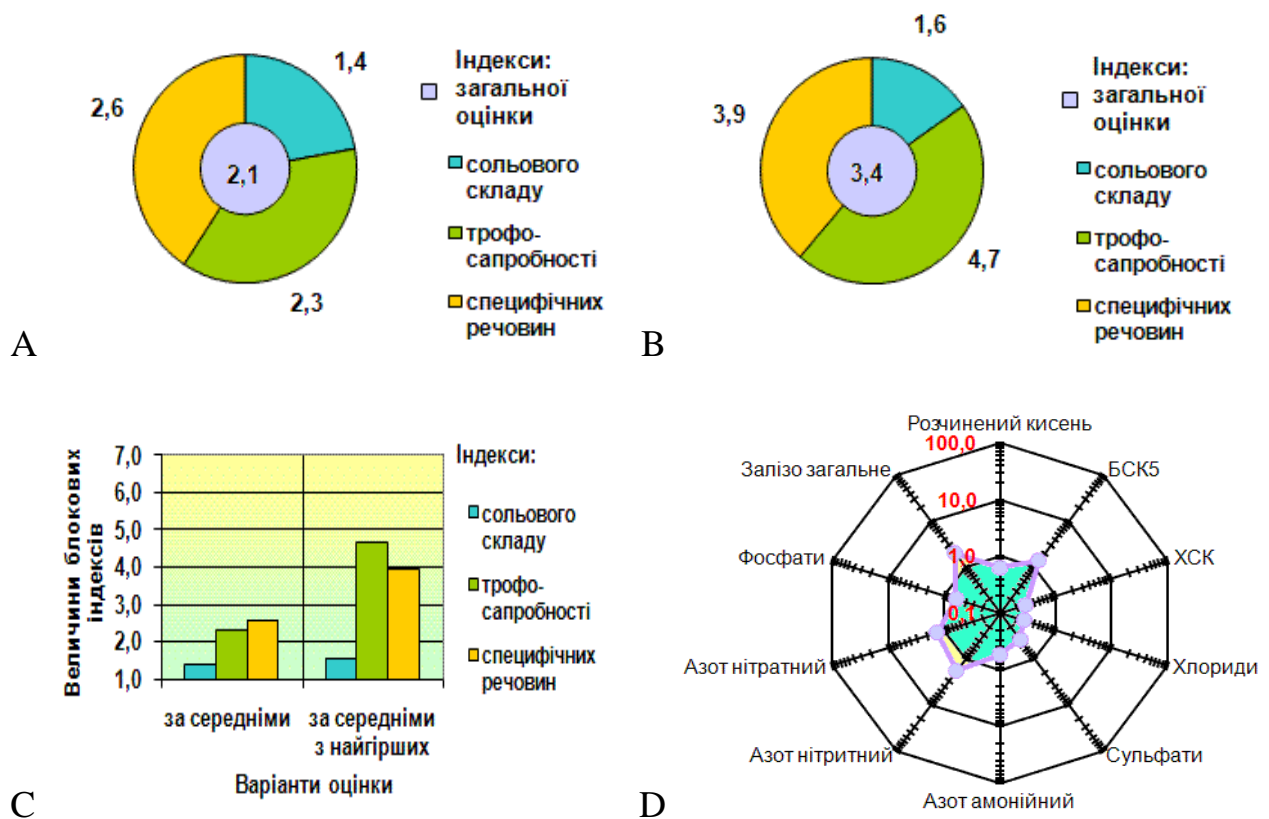 1,4
2,6
2,1
2,3
Індекси:
загальної
оцінки
сольового
складу
трофо-
сапробності
специфічних
речовин
A
1,6
3,9
3,4
4,7
Індекси:
загальної
оцінки
сольового
складу
трофо-
сапробності
специфічних
речовин
B
Величини блокових
індексів
7,0
6,0
5,0
4,0
3,0
2,0
1,0
за середніми
за середніми
з найгірших
Варіанти оцінки
Індекси:
сольового
складу
трофо-
сапробності
специфічних
речовин
C
Розчинений кисень
100,0
10,0
1,0
0,1
БСК5
ХСК
Хлориди
Сульфати
Азот амонійний
Азот нітритний
Азот нітратний
Фосфати
Залізо загальне
D